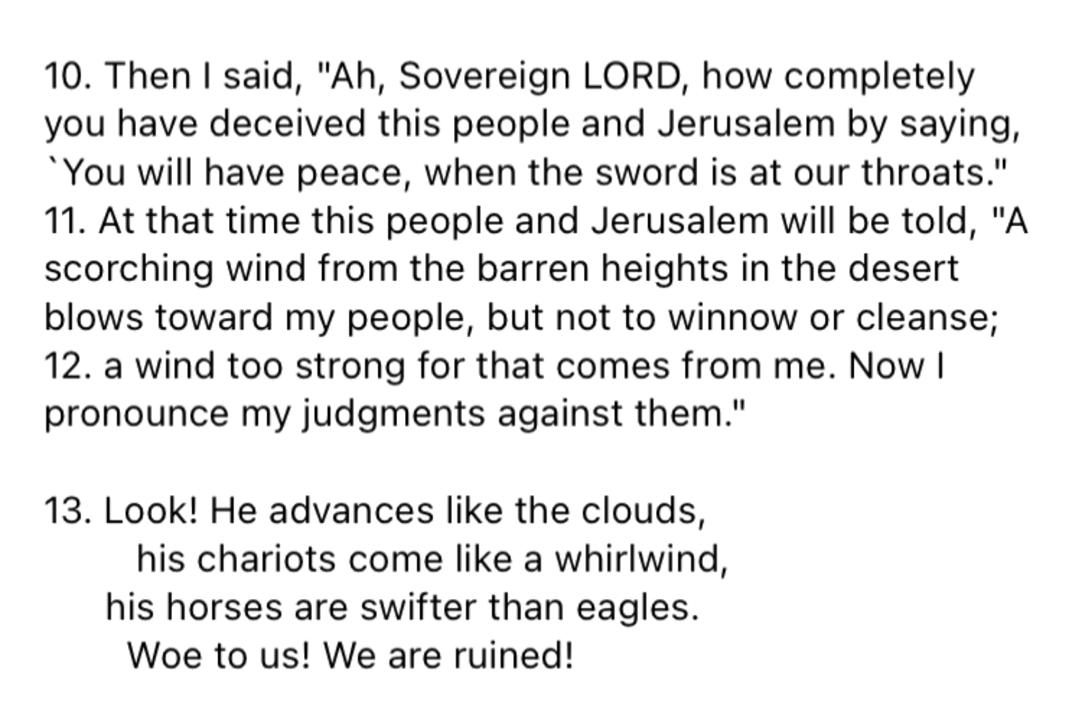 10. Then I said, "Ah, Sovereign LORD, how completely
you have deceived this people and Jerusalem by saying,
`You will have peace, when the sword is at our throats."
11. At that time this people and Jerusalem will be told, "A
scorching wind from the barren heights in the desert
blows toward my people, but not to winnow or cleanse;
12. a wind too strong for that comes from me. Now I
pronounce my judgments against them."

13. Look! He advances like the clouds,
his chariots come like a whirlwind,
his horses are swifter than eagles.
Woe to us! We are ruined!